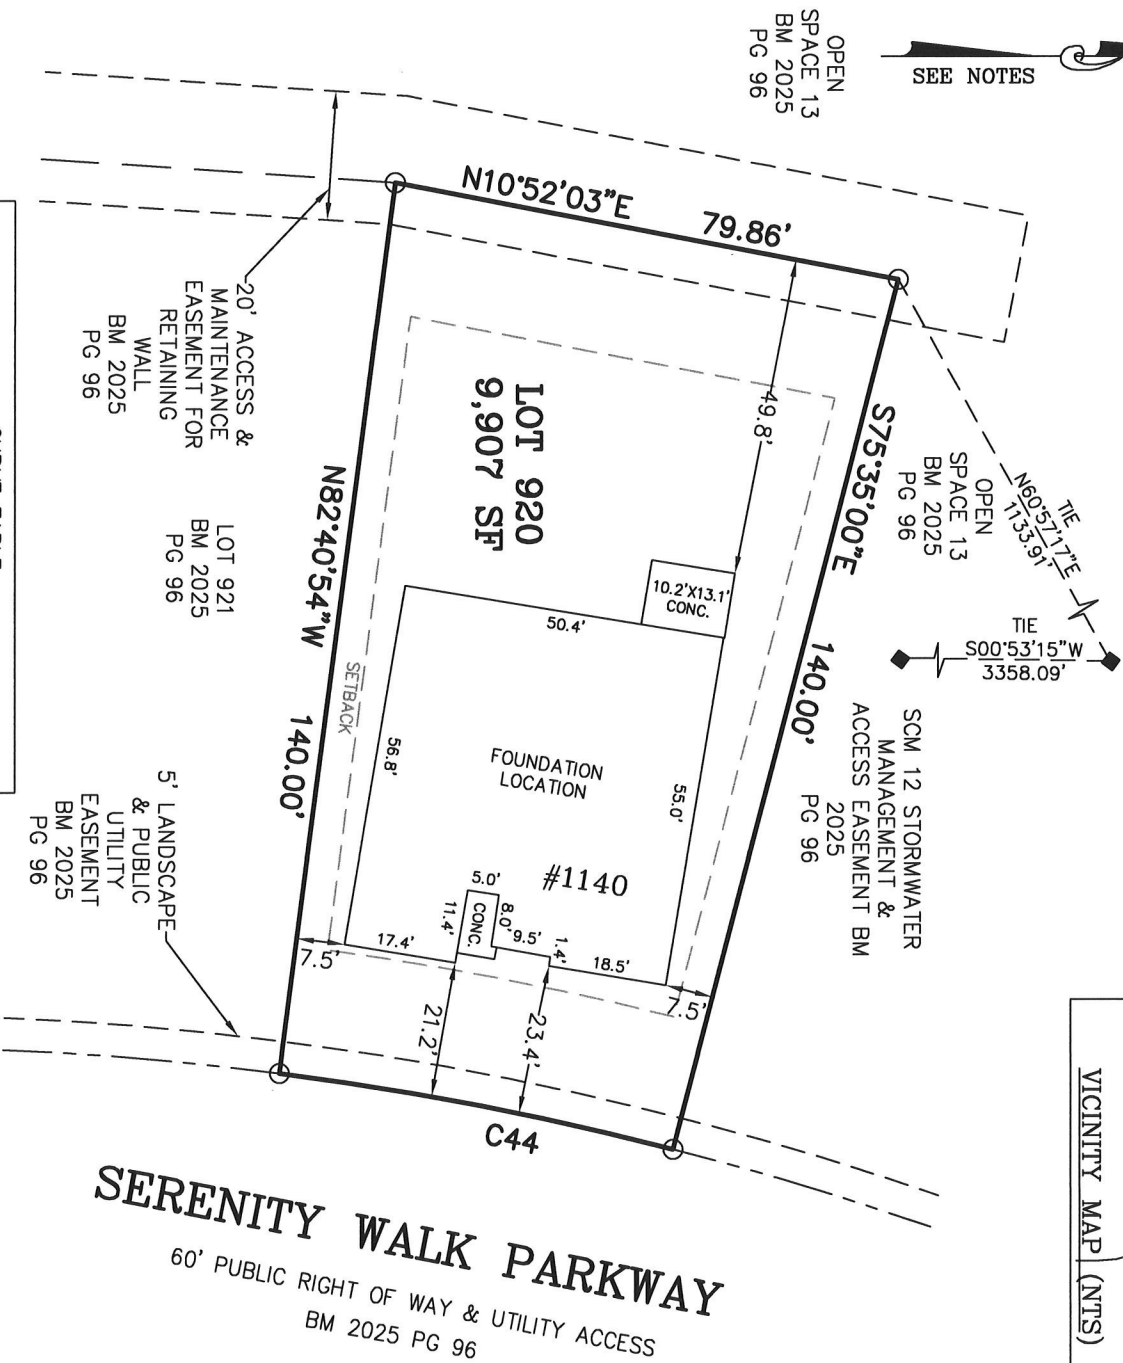 OPEN
SPACE 13
BM 2025
PG 96
SEE NOTES
N10°52'03"E
79.86'
20' ACCESS &
MAINTENANCE
EASEMENT FOR
RETAINING
WALL
BM 2025
PG 96
LOT 920
9,907 SF
49.8'
S75°35'00"E
140.00'
OPEN
SPACE 13
BM 2025
PG 96
TIE
N60°57'17"E
1133.91'
TIE
S00°53'15"W
3358.09'
SCM 12 STORMWATER
MANAGEMENT &
ACCESS EASEMENT BM
2025
PG 96
10.2'X13.1'
CONC.
50.4'
N82°40'54"W
140.00'
LOT 921
BM 2025
PG 96
SETBACK
56.8'
FOUNDATION
LOCATION
55.0'
#1140
5.0'
CONC.
8.0'
11.4'
9.5'
1.4'
17.4'
18.5'
7.5'
7.5'
21.2'
23.4'
5' LANDSCAPE
& PUBLIC
UTILITY
EASEMENT
BM 2025
PG 96
C44
SERENITY WALK PARKWAY
60' PUBLIC RIGHT OF WAY & UTILITY ACCESS
BM 2025 PG 96
VICINITY MAP (NTS)